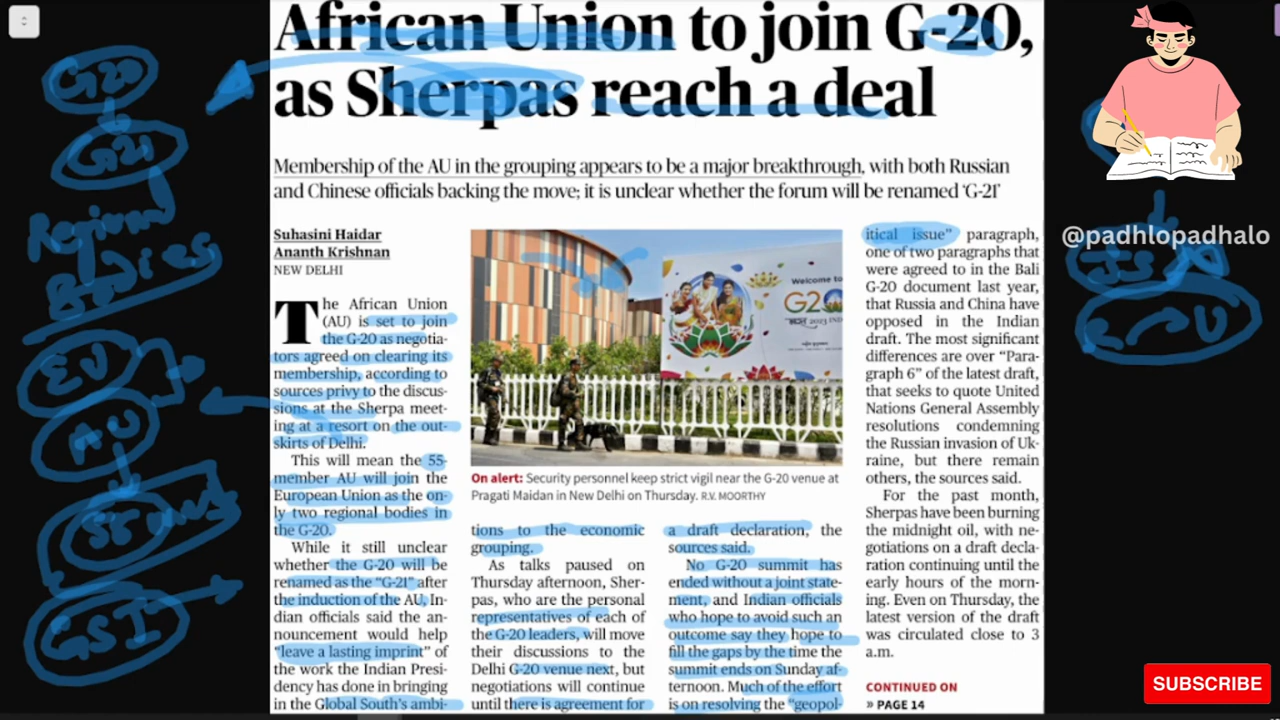 African Union to join G-20,
as Sherpas reach a deal
Membership of the AU in the grouping appears to be a major breakthrough, with both Russian
and Chinese officials backing the move; it is unclear whether the forum will be renamed ‘G-21’
Suhasini Haidar
Ananth Krishnan
NEW DELHI
The African Union
(AU) is set to join
the G-20 as negotia-
tors agreed on clearing its
membership, according to
sources privy to the discus-
sions at the Sherpa meet-
ing at a resort on the out-
skirts of Delhi.
This will mean the 55-
member AU will join the
European Union as the on-
ly two regional bodies in
the G-20.
While it still unclear
whether the G-20 will be
renamed as the “G-21” after
the induction of the AU, In-
dian officials said the an-
nouncement would help
“leave a lasting imprint” of
the work the Indian Presi-
dency has done in bringing
in the Global South’s ambi-
Welcome to
G20
2023 INDI
On alert: Security personnel keep strict vigil near the G-20 venue at
Pragati Maidan in New Delhi on Thursday. R.V. MOORTHY
tions to the economic
grouping.
As talks paused on
Thursday afternoon, Sher-
pas, who are the personal
representatives of each of
the G-20 leaders, will move
their discussions to the
Delhi G-20 venue next, but
negotiations will continue
until there is agreement for
a draft declaration, the
sources said.
No G-20 summit has
ended without a joint state-
ment, and Indian officials
who hope to avoid such an
outcome say they hope to
fill the gaps by the time the
summit ends on Sunday af-
ternoon. Much of the effort
is on resolving the “geopol-
itical issue” paragraph,
one of two paragraphs that
were agreed to in the Bali
G-20 document last year,
that Russia and China have
opposed in the Indian
draft. The most significant
differences are over “Para-
graph 6” of the latest draft,
that seeks to quote United
Nations General Assembly
resolutions condemning
the Russian invasion of Uk-
raine, but there remain
others, the sources said.
For the past month,
Sherpas have been burning
the midnight oil, with ne-
gotiations on a draft decla-
ration continuing until the
early hours of the morn-
ing. Even on Thursday, the
latest version of the draft
was circulated close to 3
a.m.
CONTINUED ON
» PAGE 14
G20
G21
Regional
Bodies
EU
AU
55
GSI
@padhlopadhalo
SUBSCRIBE